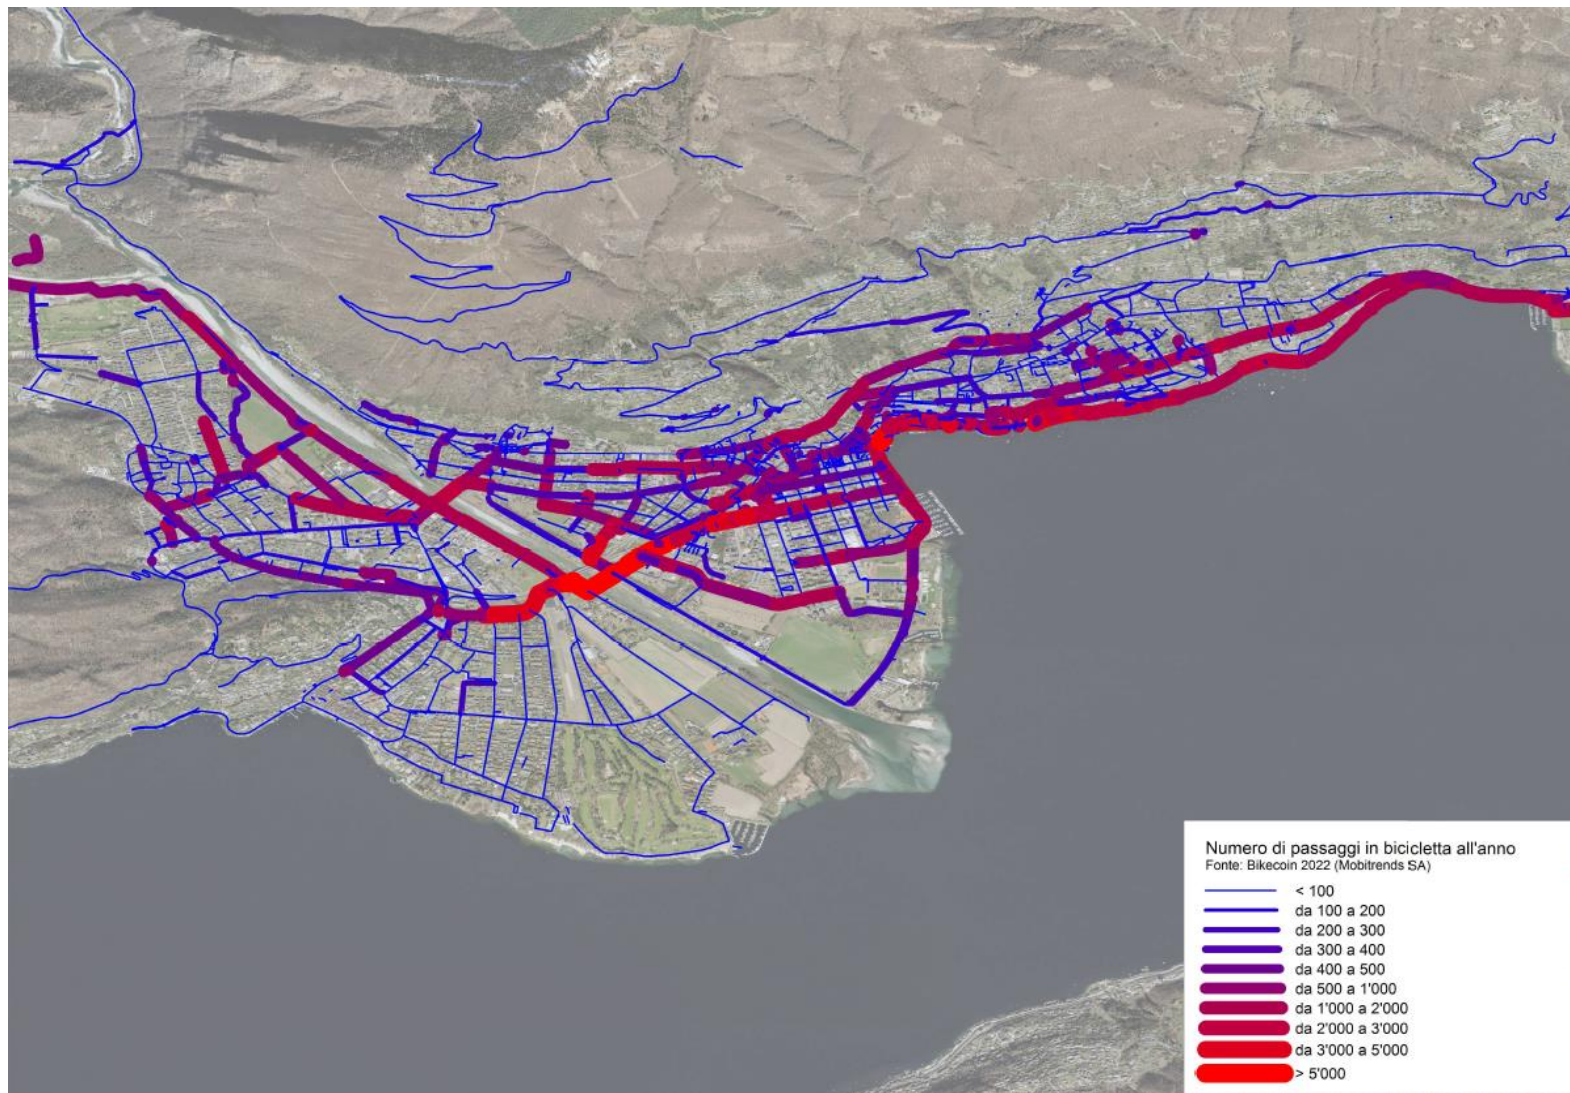 Numero di passaggi in bicicletta all'anno
Fonte: Bikecoin 2022 (Mobitrends SA)
< 100
da 100 a 200
da 200 a 300
da 300 a 400
da 400 a 500
da 500 a 1'000
da 1'000 a 2'000
da 2'000 a 3'000
da 3'000 a 5'000
> 5'000